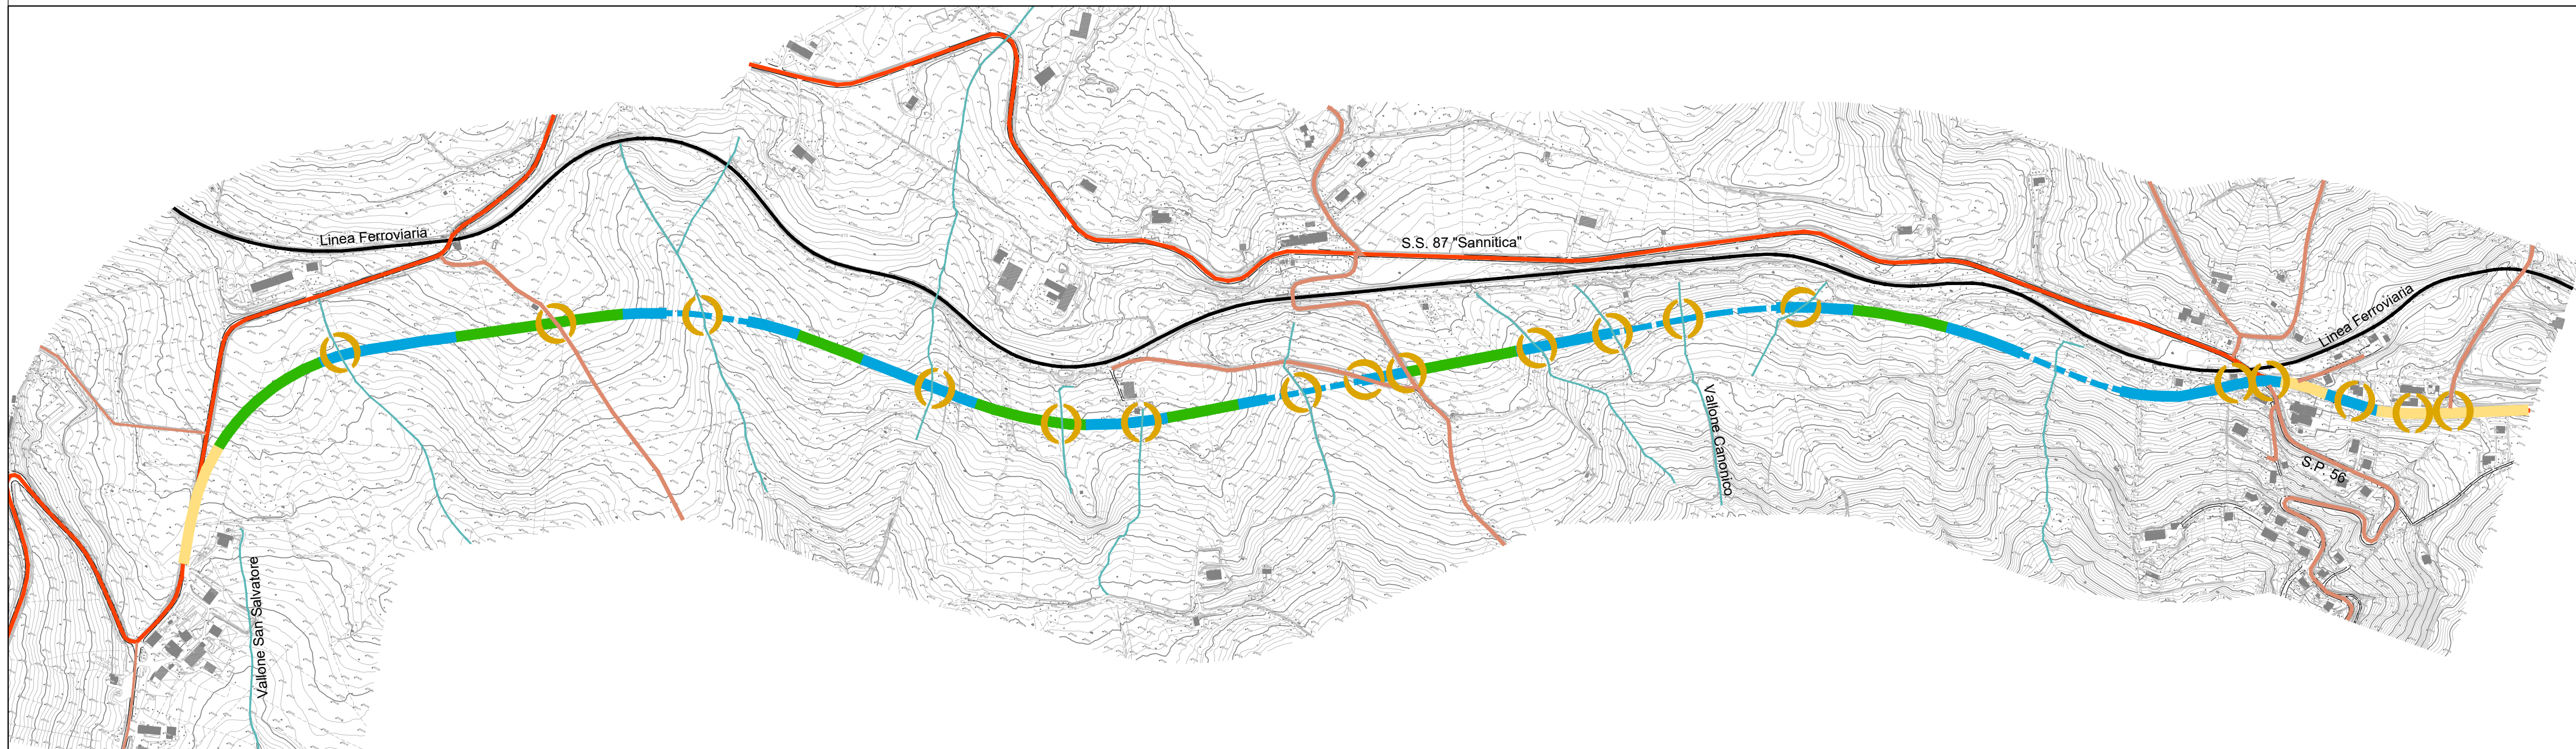 Linea Ferroviaria
S.S. 87 "Sannitica"
Linea Ferroviaria
Vallone Canonico
S.P. 56
Vallone San Salvatore